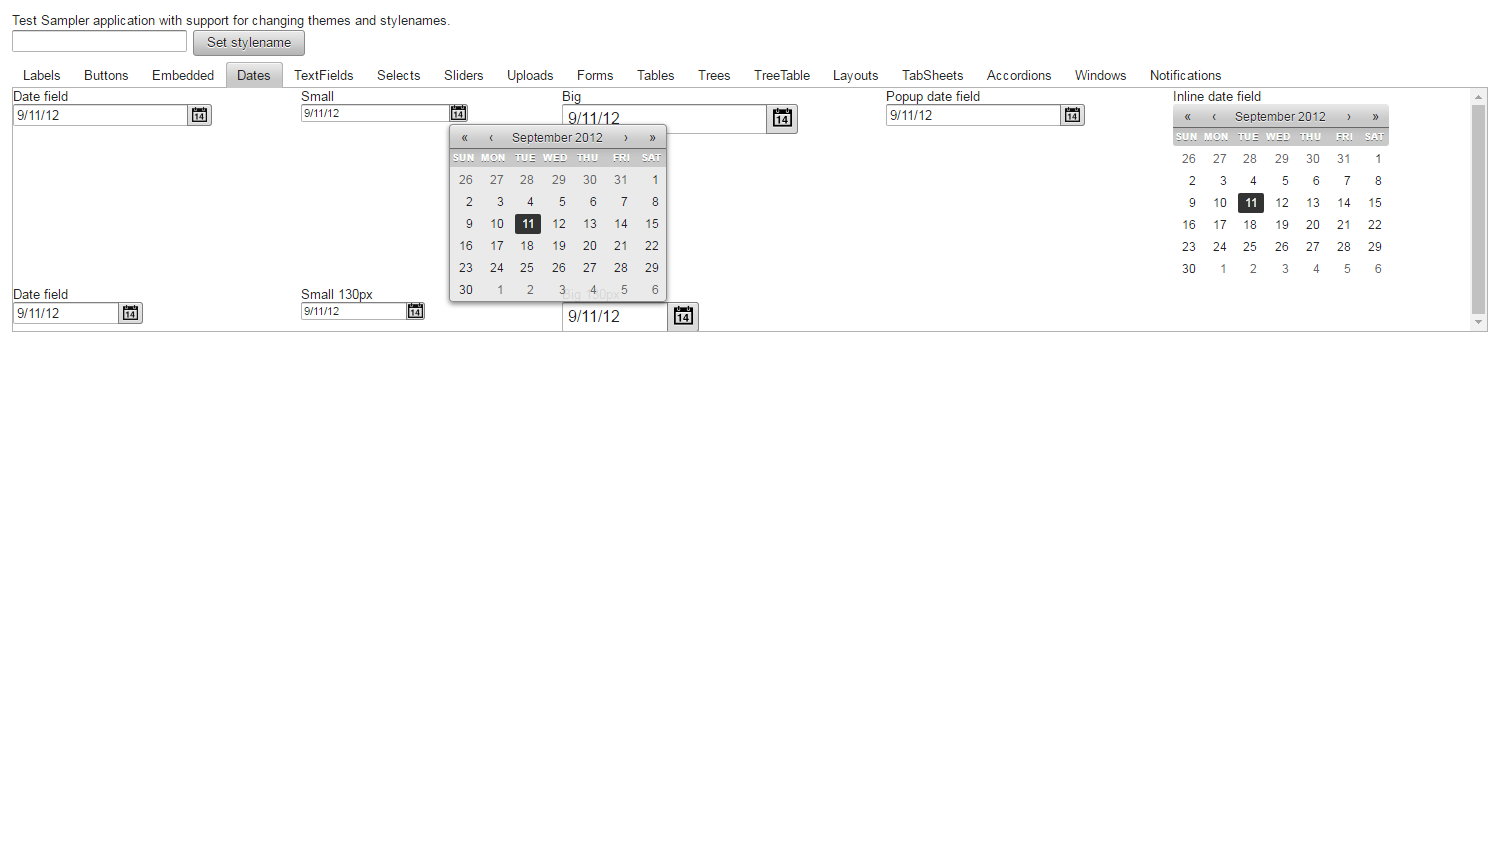 Test Sampler application with support for changing themes and stylenames.
Set stylename
Labels Buttons Embedded Dates TextFields Selects Sliders Uploads Forms Tables Trees TreeTable Layouts TabSheets Accordions Windows Notifications
Date field Small Big Popup date field Inline date field
9/11/12 14 9/11/12 14 9/11/12 14 9/11/12 14
« ‹ September 2012 › »
SUN MON TUE WED THU FRI SAT
26 27 28 29 30 31 1
2 3 4 5 6 7 8
9 10 11 12 13 14 15
16 17 18 19 20 21 22
23 24 25 26 27 28 29
30 1 2 3 4 5 6
« ‹ September 2012 › »
SUN MON TUE WED THU FRI SAT
26 27 28 29 30 31 1
2 3 4 5 6 7 8
9 10 11 12 13 14 15
16 17 18 19 20 21 22
23 24 25 26 27 28 29
30 1 2 3 4 5 6
Date field Small 130px Big 130px
9/11/12 14 9/11/12 14 9/11/12 14